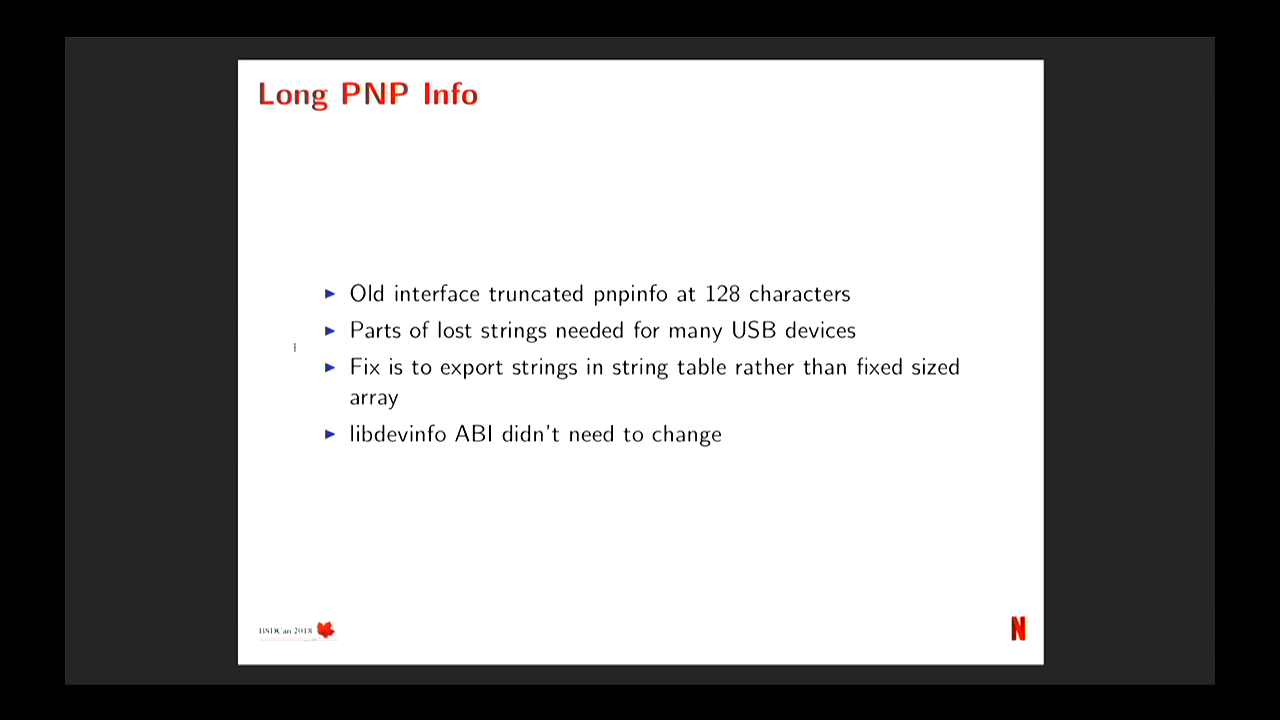 Long PNP Info
Old interface truncated pnpinfo at 128 characters
Parts of lost strings needed for many USB devices
Fix is to export strings in string table rather than fixed sized
array
libdevinfo ABI didn't need to change
BSDCan 2018
N